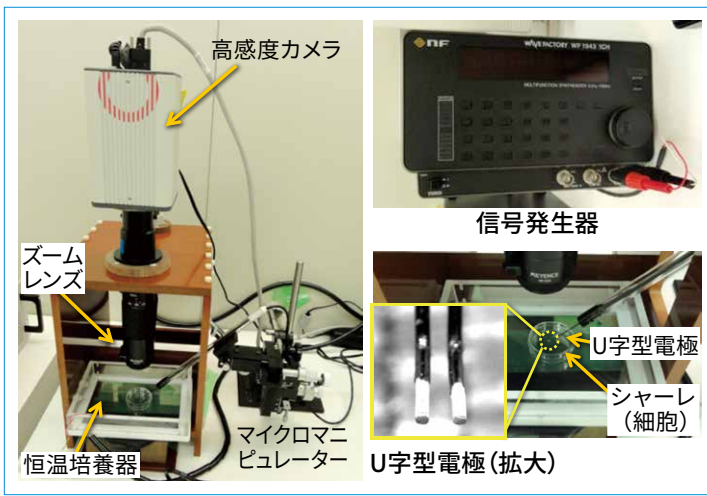 高感度カメラ
ズーム
レンズ
恒温培養器
マイクロマニ
ピュレーター
NF
WAVE FACTORY WF 1943 1CH
MULTIFUNCTION SYNTHESIZER
信号発生器
KEYENCE
U字型電極
シャーレ
（細胞）
U字型電極（拡大）